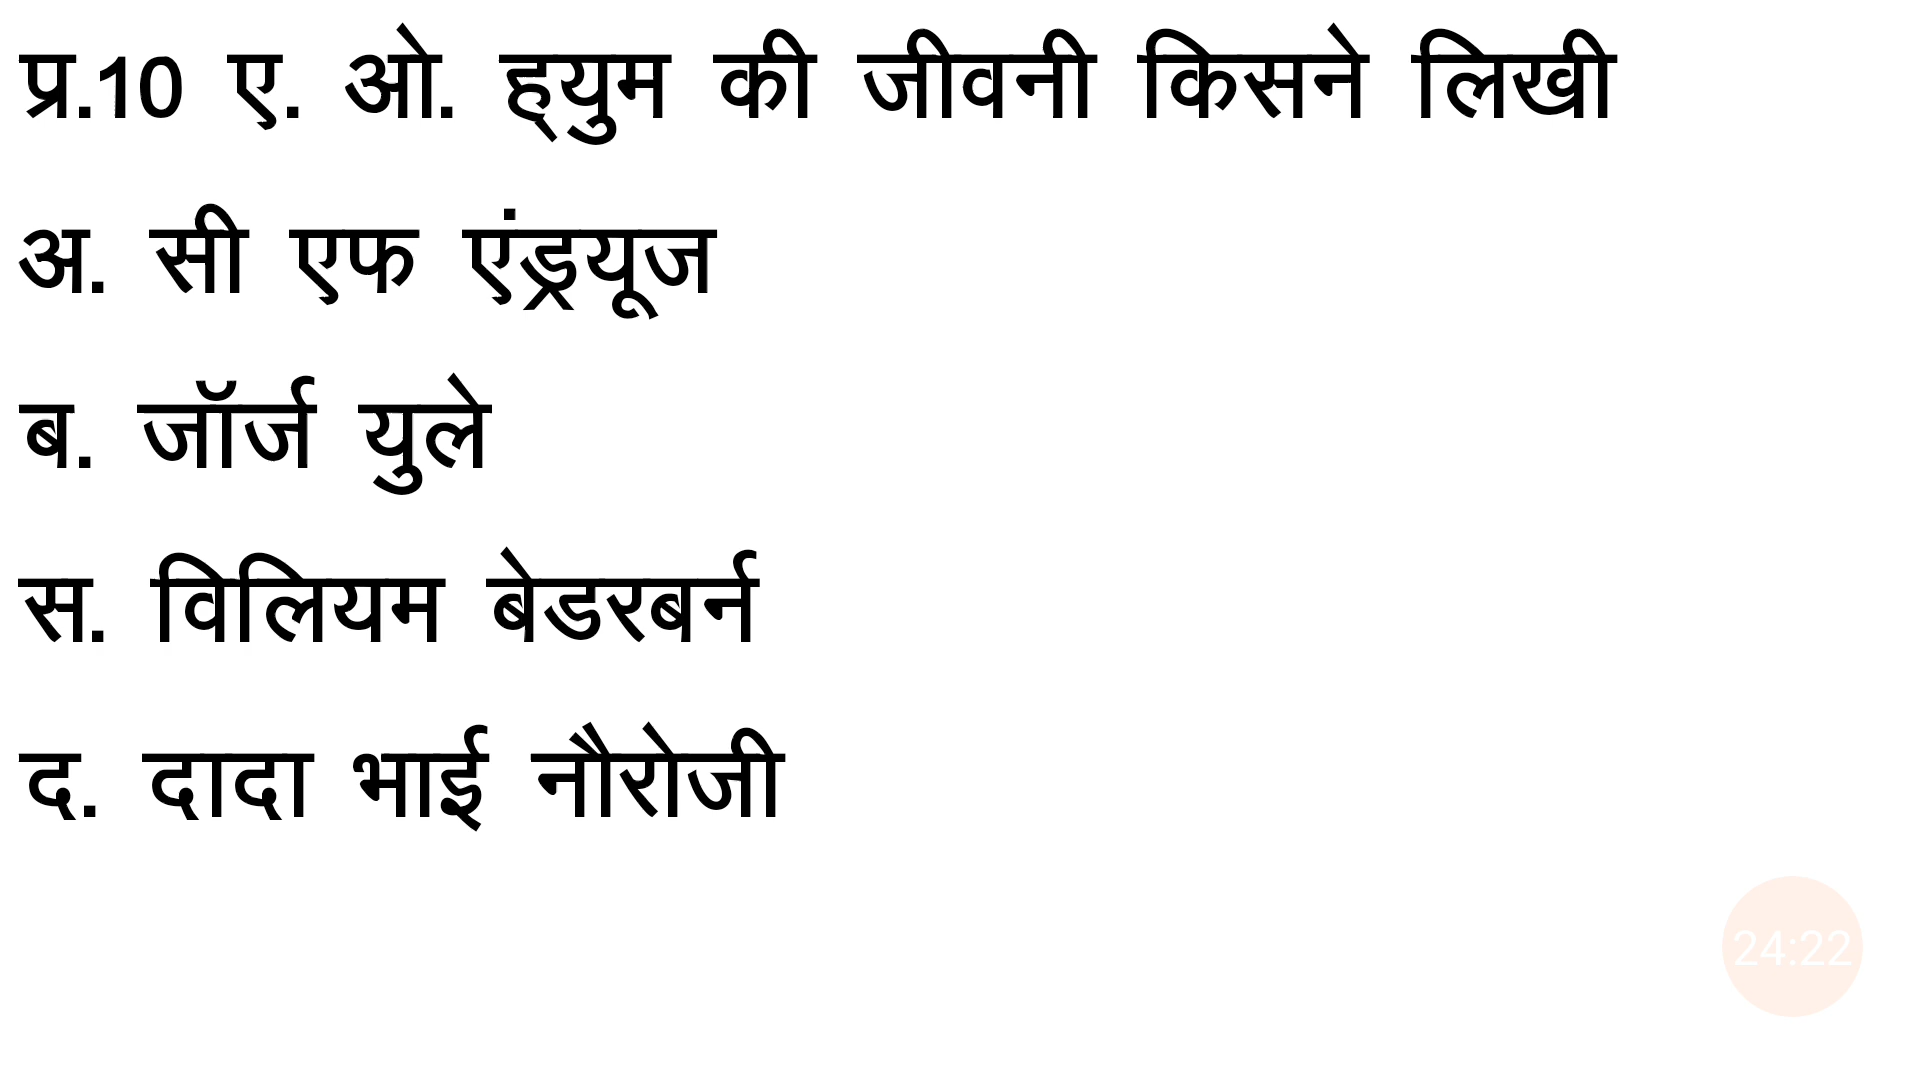 प्र.10 ए. ओ. ह्युम की जीवनी किसने लिखी
अ. सी एफ एंड्रयूज
ब. जॉर्ज युले
स. विलियम बेडरबर्न
द. दादा भाई नौरोजी
24:22